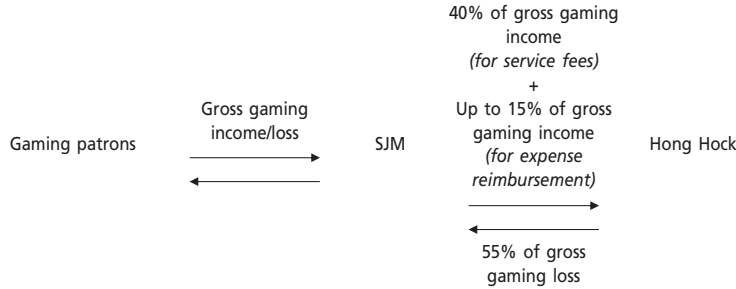 40% of gross gaming
income
(for service fees)
+
Up to 15% of gross
gaming income
(for expense
reimbursement)
Gross gaming
income/loss
Gaming patrons
SJM
Hong Hock
55% of gross
gaming loss